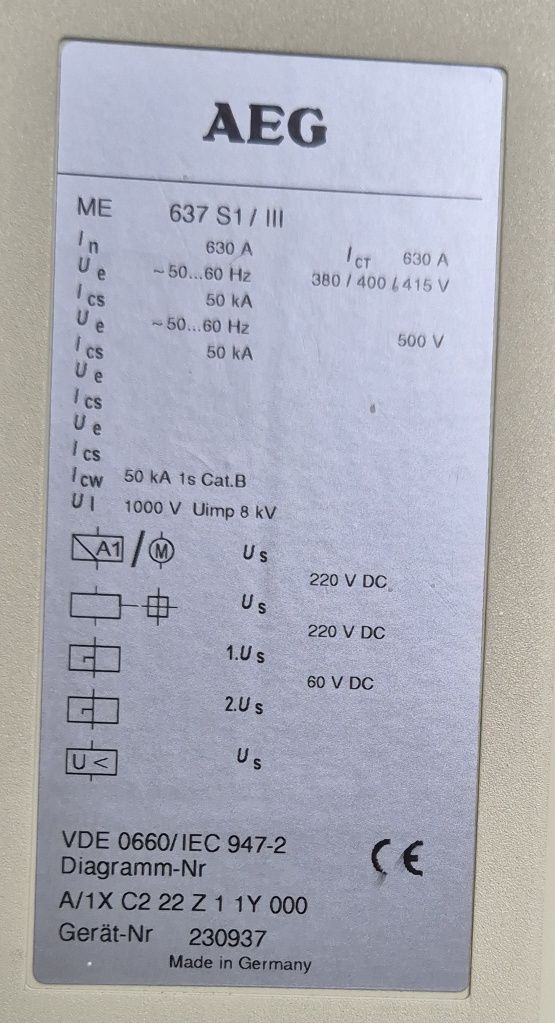 AEG
ME 637 S1 / III
In 630 A ICT 630 A
Ue ~50...60 Hz 380 / 400 / 415 V
Ics 50 kA
Ue ~50...60 Hz 500 V
Ics 50 kA
Ue
Ics
Ue
Ics
Icw 50 kA 1s Cat.B
UI 1000 V Uimp 8 kV
A1 / M Us
220 V DC
Us
220 V DC
1.Us
60 V DC
2.Us
U < Us
VDE 0660/IEC 947-2 CE
Diagramm-Nr
A/1X C2 22 Z 1 1Y 000
Gerät-Nr 230937
Made in Germany